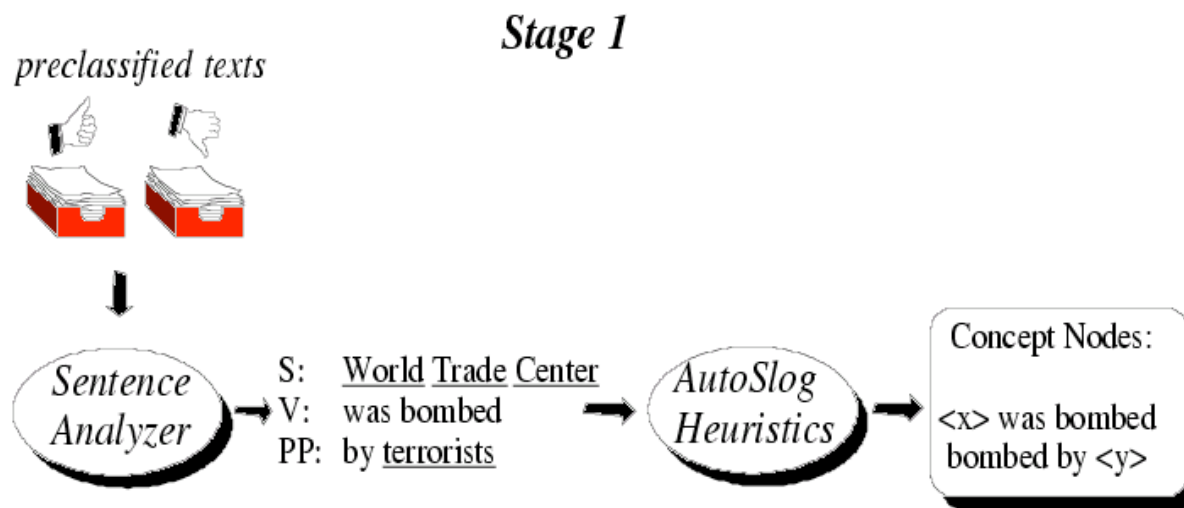 Stage 1
preclassified texts
Sentence
Analyzer
S: World Trade Center
V: was bombed
PP: by terrorists
AutoSlog
Heuristics
Concept Nodes:
<x> was bombed
bombed by <y>